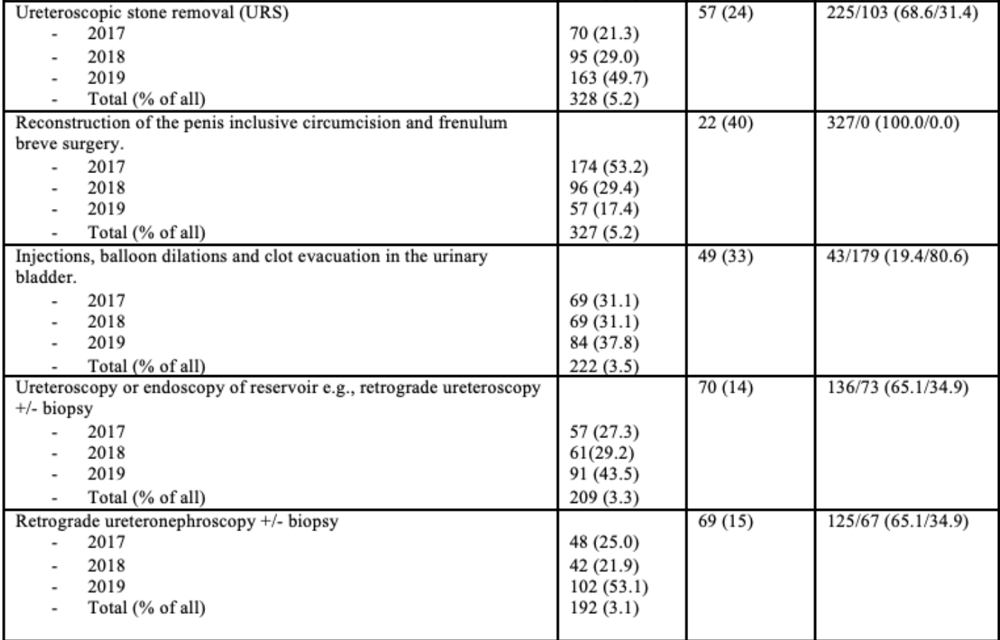 Ureteroscopic stone removal (URS) 57 (24) 225/103 (68.6/31.4)
- 2017 70 (21.3)
- 2018 95 (29.0)
- 2019 163 (49.7)
- Total (% of all) 328 (5.2)
Reconstruction of the penis inclusive circumcision and frenulum 22 (40) 327/0 (100.0/0.0)
breve surgery.
- 2017 174 (53.2)
- 2018 96 (29.4)
- 2019 57 (17.4)
- Total (% of all) 327 (5.2)
Injections, balloon dilations and clot evacuation in the urinary 49 (33) 43/179 (19.4/80.6)
bladder.
- 2017 69 (31.1)
- 2018 69 (31.1)
- 2019 84 (37.8)
- Total (% of all) 222 (3.5)
Ureteroscopy or endoscopy of reservoir e.g., retrograde ureteroscopy 70 (14) 136/73 (65.1/34.9)
+/- biopsy
- 2017 57 (27.3)
- 2018 61(29.2)
- 2019 91 (43.5)
- Total (% of all) 209 (3.3)
Retrograde ureteronephroscopy +/- biopsy 69 (15) 125/67 (65.1/34.9)
- 2017 48 (25.0)
- 2018 42 (21.9)
- 2019 102 (53.1)
- Total (% of all) 192 (3.1)